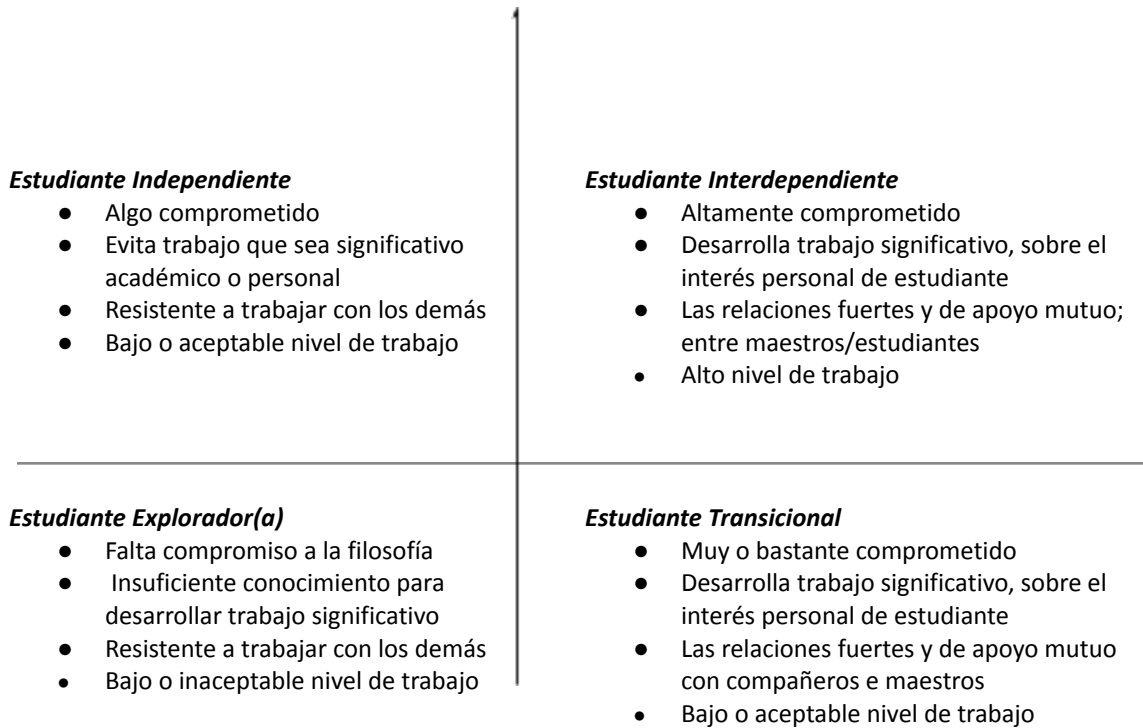 Estudiante Independiente
● Algo comprometido
● Evita trabajo que sea significativo
académico o personal
● Resistente a trabajar con los demás
● Bajo o aceptable nivel de trabajo
Estudiante Interdependiente
● Altamente comprometido
● Desarrolla trabajo significativo, sobre el
interés personal de estudiante
● Las relaciones fuertes y de apoyo mutuo;
entre maestros/estudiantes
● Alto nivel de trabajo
Estudiante Explorador(a)
● Falta compromiso a la filosofía
● Insuficiente conocimiento para
desarrollar trabajo significativo
● Resistente a trabajar con los demás
● Bajo o inaceptable nivel de trabajo
Estudiante Transicional
● Muy o bastante comprometido
● Desarrolla trabajo significativo, sobre el
interés personal de estudiante
● Las relaciones fuertes y de apoyo mutuo
con compañeros e maestros
● Bajo o aceptable nivel de trabajo